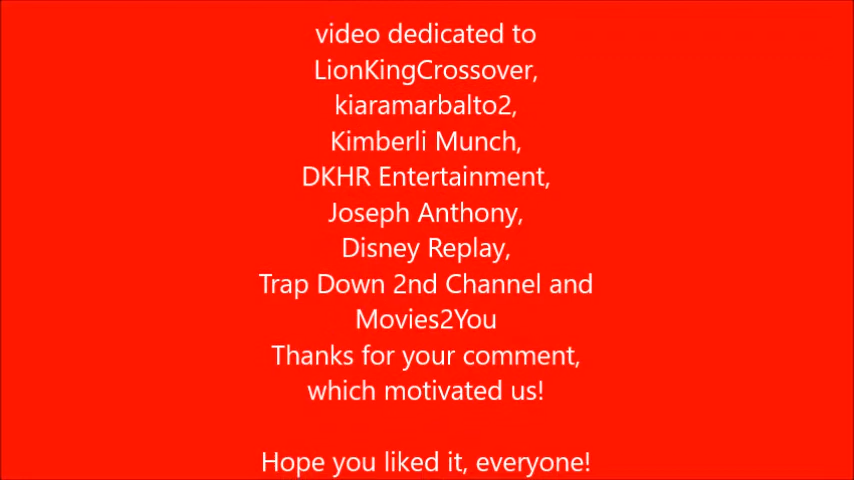 video dedicated to
LionKingCrossover,
kiaramarbalto2,
Kimberli Munch,
DKHR Entertainment,
Joseph Anthony,
Disney Replay,
Trap Down 2nd Channel and
Movies2You
Thanks for your comment,
which motivated us!
Hope you liked it, everyone!